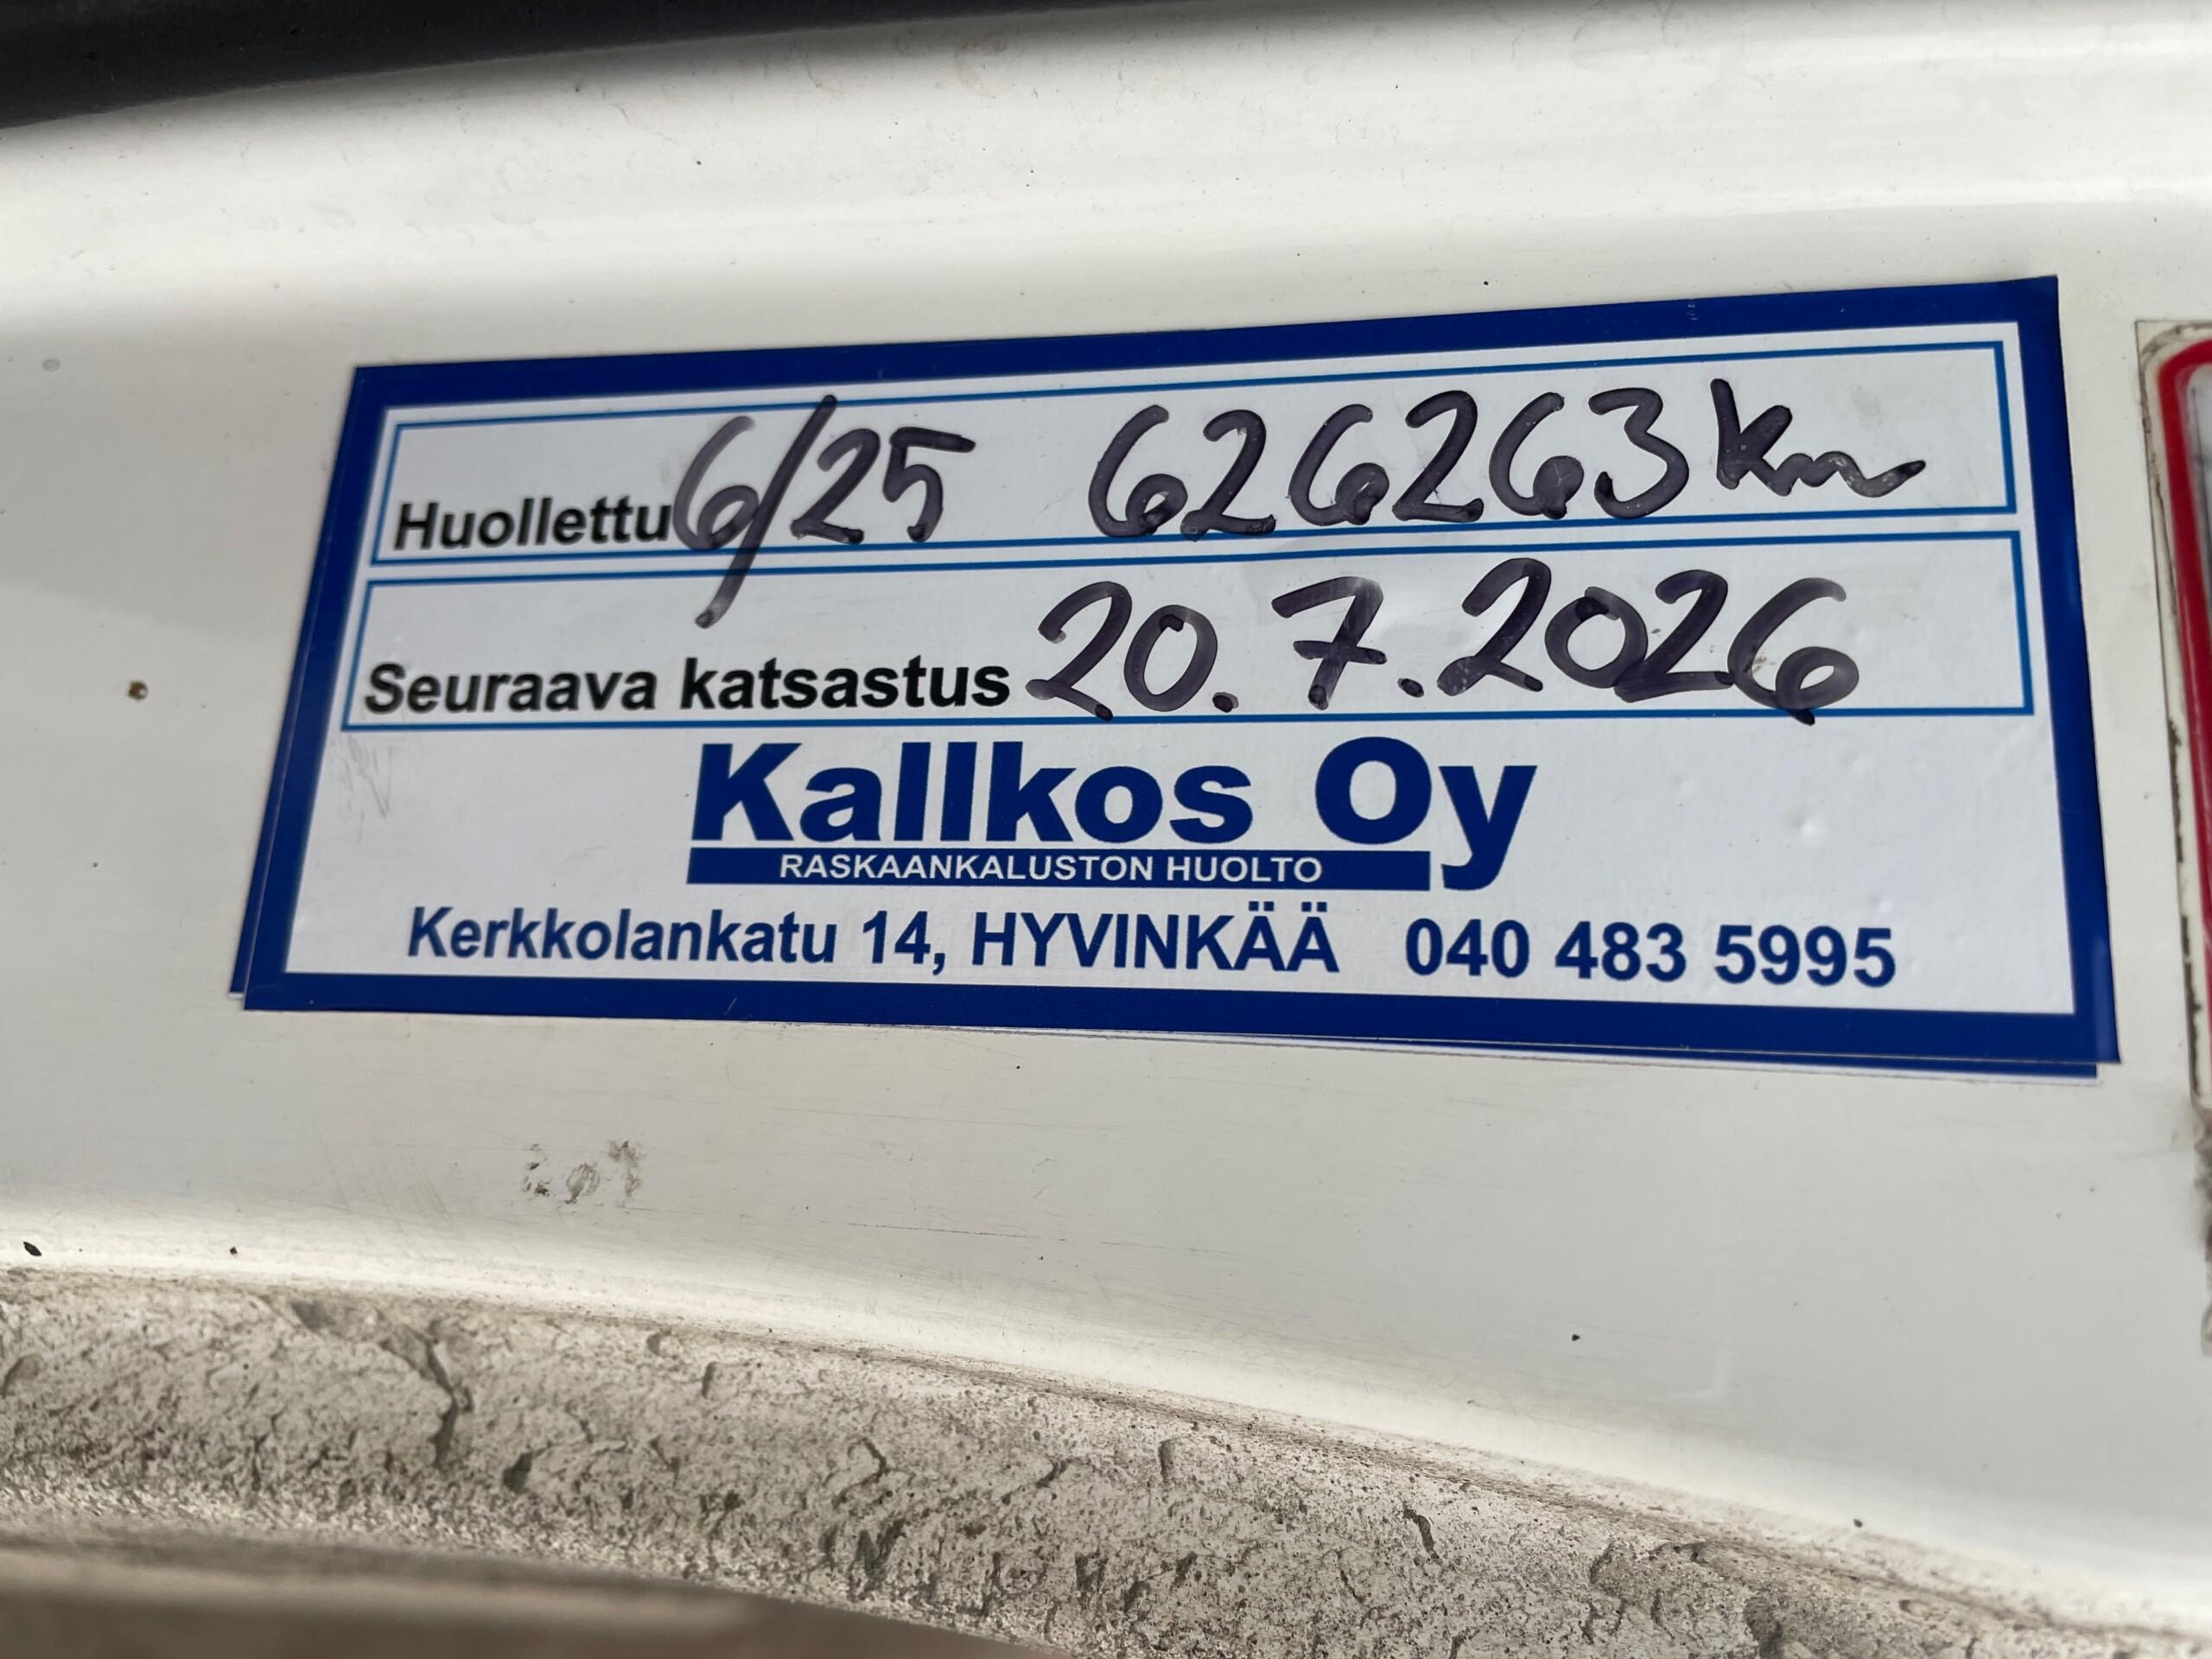 Huollettu 6/25 626263 km
Seuraava katsastus 20.7.2026
Kallkos Oy
RASKAANKALUSTON HUOLTO
Kerkkolankatu 14, HYVINKÄÄ 040 483 5995